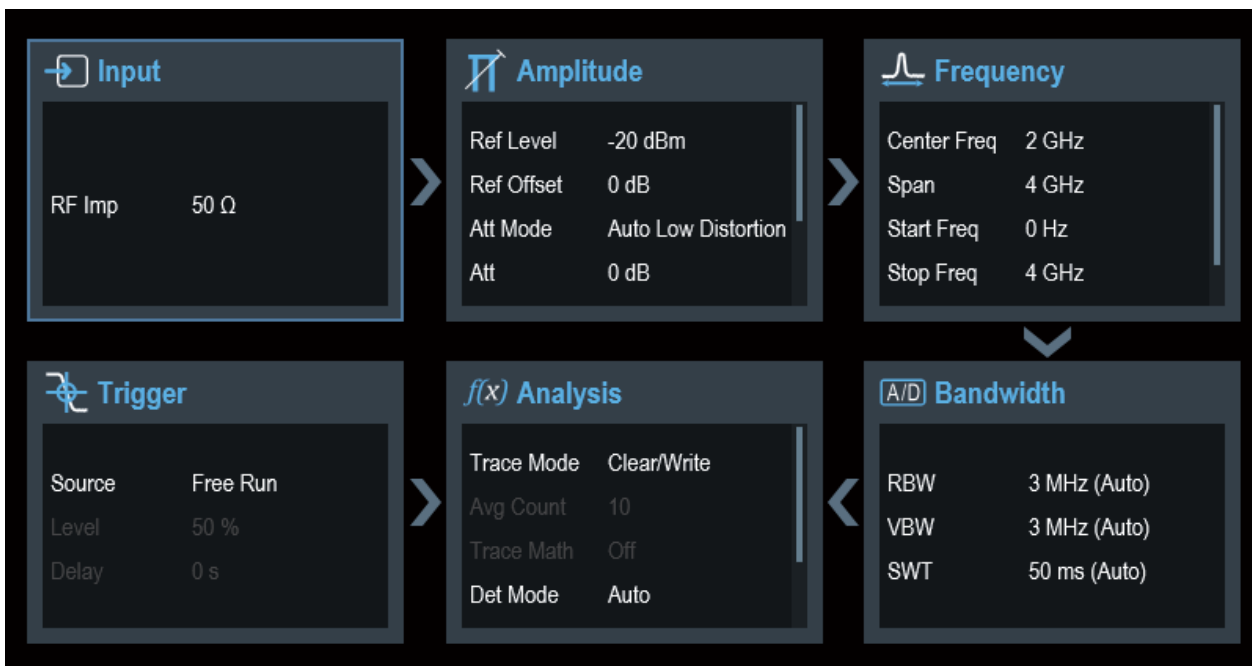 Input
RF Imp 50 Ω
Amplitude
Ref Level -20 dBm
Ref Offset 0 dB
Att Mode Auto Low Distortion
Att 0 dB
Frequency
Center Freq 2 GHz
Span 4 GHz
Start Freq 0 Hz
Stop Freq 4 GHz
Trigger
Source Free Run
Level 50 %
Delay 0 s
f(x) Analysis
Trace Mode Clear/Write
Avg Count 10
Trace Math Off
Det Mode Auto
A/D Bandwidth
RBW 3 MHz (Auto)
VBW 3 MHz (Auto)
SWT 50 ms (Auto)